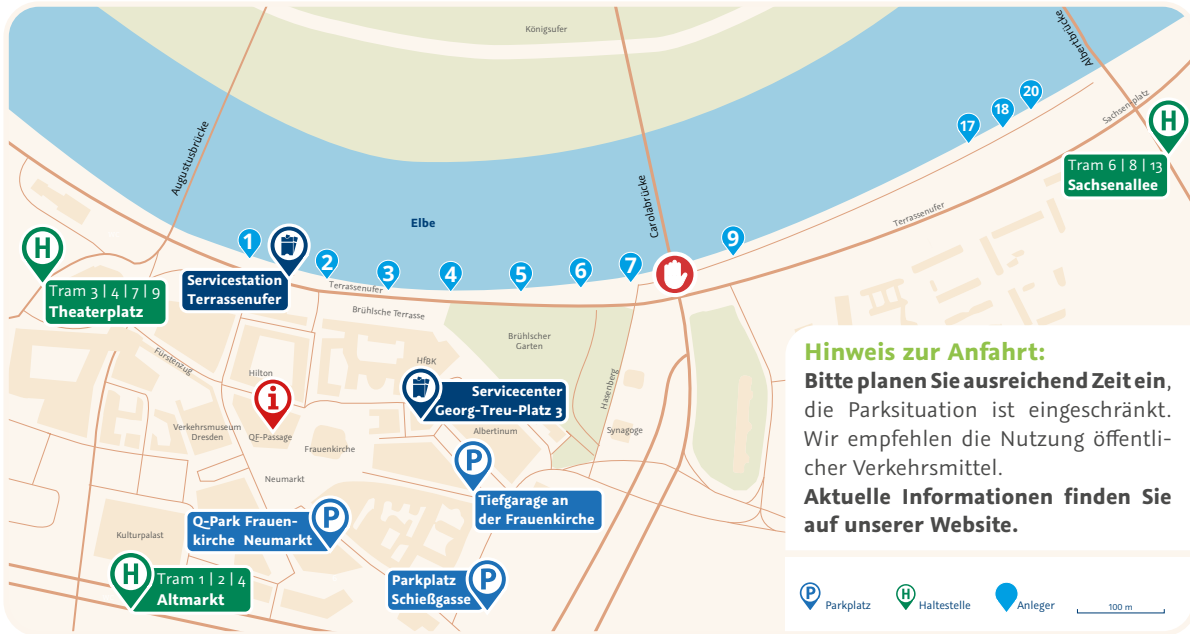 Königsufer
Albertbrücke
20
18
17
Sachsenplatz
H
Tram 6 | 8 | 13
Sachsenallee
Augustusbrücke
Carolabrücke
Elbe
Terrassenufer
H
Tram 3 | 4 | 7 | 9
Theaterplatz
1
Servicestation
Terrassenufer
2
3
4
5
6
7
9
Terrassenufer
Brühlsche Terrasse
Brühlscher
Garten
Fürstenzug
Hilton
HfBK
Servicecenter
Georg-Treu-Platz 3
Hasenberg
i
QF-Passage
Verkehrsmuseum
Dresden
Frauenkirche
Albertinum
Synagoge
Neumarkt
P
Tiefgarage an
der Frauenkirche
Q-Park Frauen-
kirche Neumarkt
P
Kulturpalast
H
Tram 1 | 2 | 4
Altmarkt
Parkplatz
Schießgasse
P
Hinweis zur Anfahrt:
Bitte planen Sie ausreichend Zeit ein,
die Parksituation ist eingeschränkt.
Wir empfehlen die Nutzung öffentli-
cher Verkehrsmittel.
Aktuelle Informationen finden Sie
auf unserer Website.
P Parkplatz
H Haltestelle
Anleger
100 m